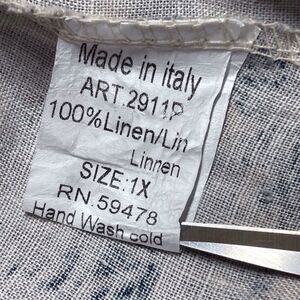 Made in italy
ART.2911P
100%Linen/Lin
Linnen
SIZE:1X
RN.59478
Hand Wash cold